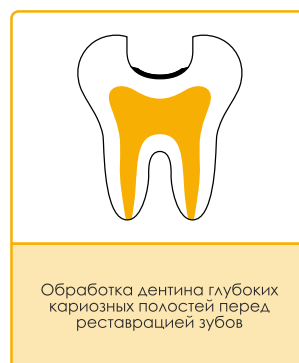 Обработка дентина глубоких
кариозных полостей перед
реставрацией зубов